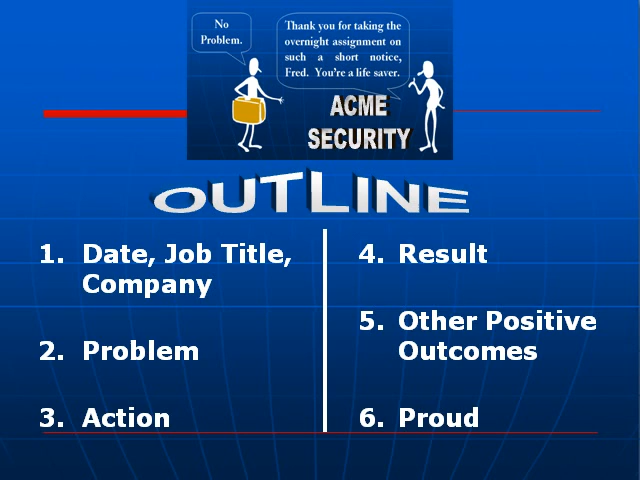 No
Problem.
Thank you for taking the
overnight assignment on
such a short notice,
Fred. You're a life saver.
ACME
SECURITY
OUTLINE
1. Date, Job Title,
Company
2. Problem
3. Action
4. Result
5. Other Positive
Outcomes
6. Proud